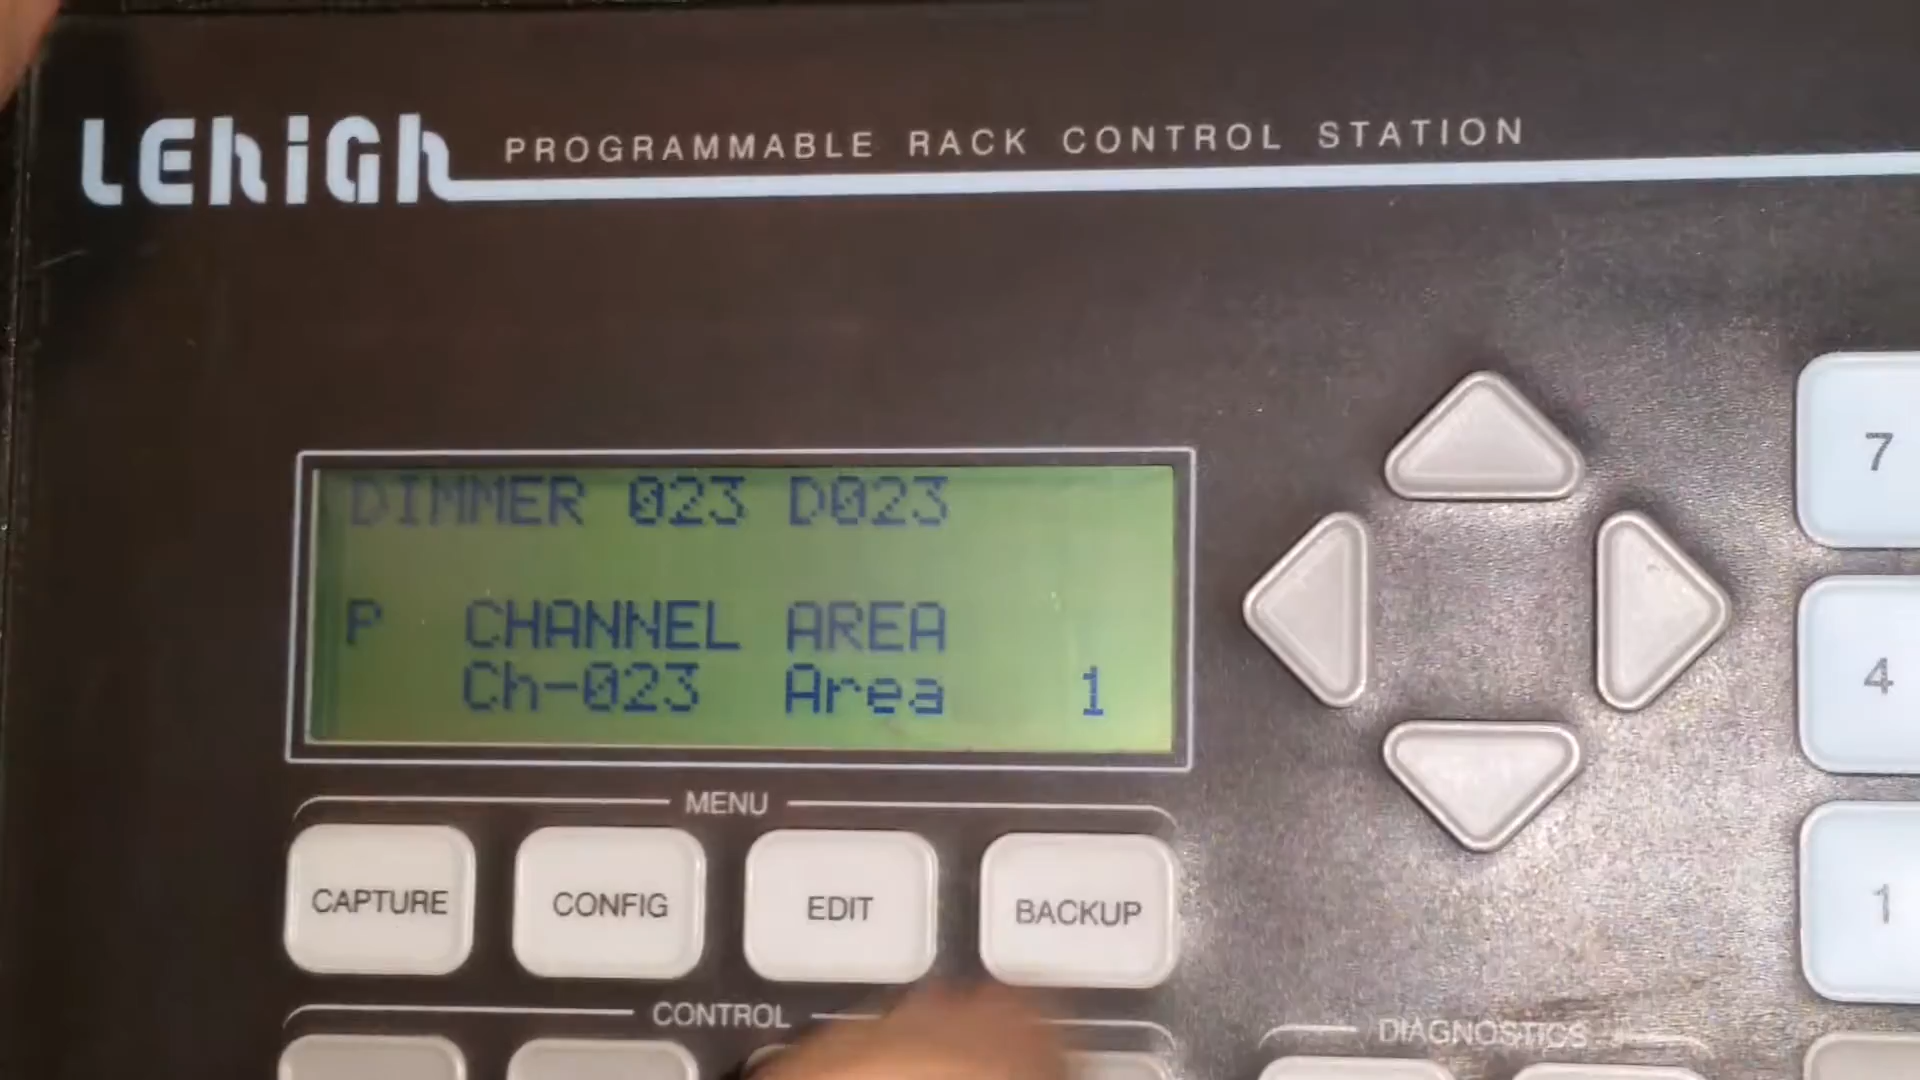 LEhiGh PROGRAMMABLE RACK CONTROL STATION
DIMMER 023 D023
P CHANNEL AREA
Ch-023 Area 1
MENU
CAPTURE CONFIG EDIT BACKUP
CONTROL
DIAGNOSTICS
7
4
1